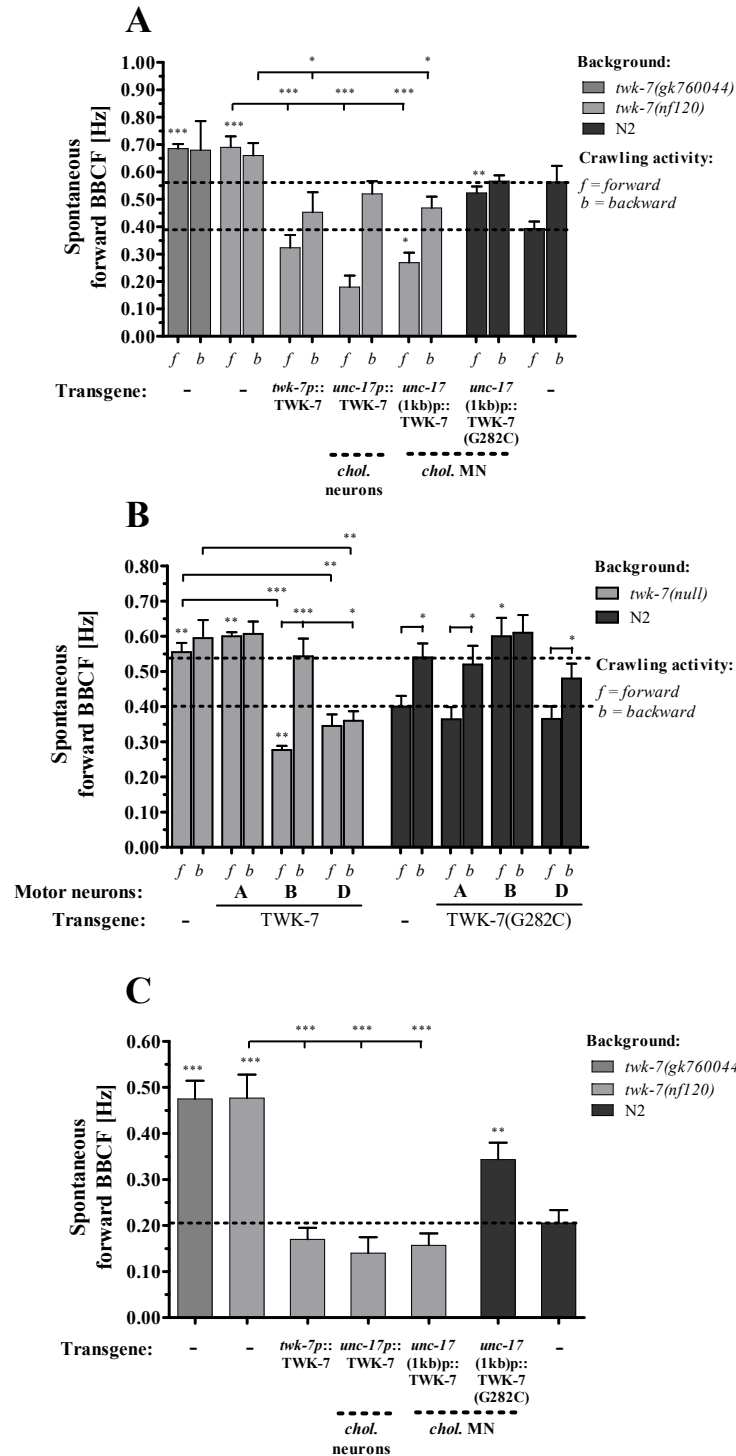 A
Spontaneous
forward BBCF [Hz]
1.00
0.90
0.80
0.70
0.60
0.50
0.40
0.30
0.20
0.10
0.00
*** *** * *** *** *** * * **
f b f b f b f b f b f b f b
Transgene: - - twk-7p:: unc-17p:: unc-17 unc-17 -
TWK-7 TWK-7 (1kb)p:: (1kb)p::
TWK-7 TWK-7
(G282C)
chol. chol. MN
neurons
Background:
twk-7(gk760044)
twk-7(nf120)
N2
Crawling activity:
f = forward
b = backward
B
Spontaneous
forward BBCF [Hz]
0.80
0.70
0.60
0.50
0.40
0.30
0.20
0.10
0.00
**
**
***
*** *
** ** ** * * * *
f b f b f b f b f b f b f b f b
Motor neurons: A B D A B D
Transgene: - TWK-7 - TWK-7(G282C)
Background:
twk-7(null)
N2
Crawling activity:
f = forward
b = backward
C
Spontaneous
forward BBCF [Hz]
0.60
0.50
0.40
0.30
0.20
0.10
0.00
*** *** ***
*** *** **
Transgene: - - twk-7p:: unc-17p:: unc-17 unc-17 -
TWK-7 TWK-7 (1kb)p:: (1kb)p::
TWK-7 TWK-7
(G282C)
chol. chol. MN
neurons
Background:
twk-7(gk760044
twk-7(nf120)
N2